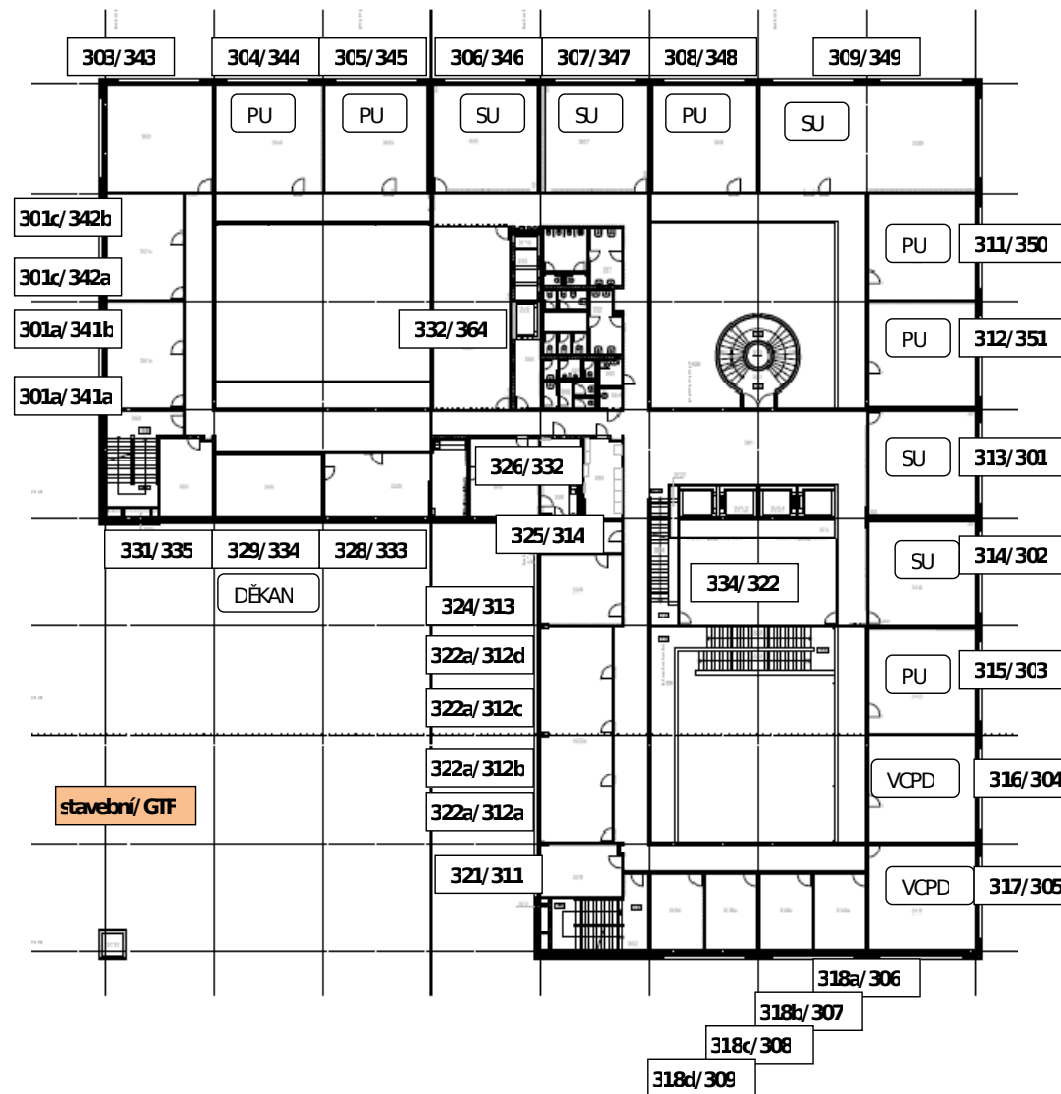 303/343
304/344
305/345
306/346
307/347
308/348
309/349
PU
PU
SU
SU
PU
SU
301c/342b
301c/342a
301a/341b
301a/341a
332/364
PU
311/350
PU
312/351
SU
313/301
326/332
325/314
331/335
329/334
328/333
DĚKAN
SU
314/302
334/322
324/313
322a/312d
322a/312c
322a/312b
322a/312a
PU
315/303
VCPD
316/304
stavební/GTF
321/311
VCPD
317/305
318a/306
318b/307
318c/308
318d/309